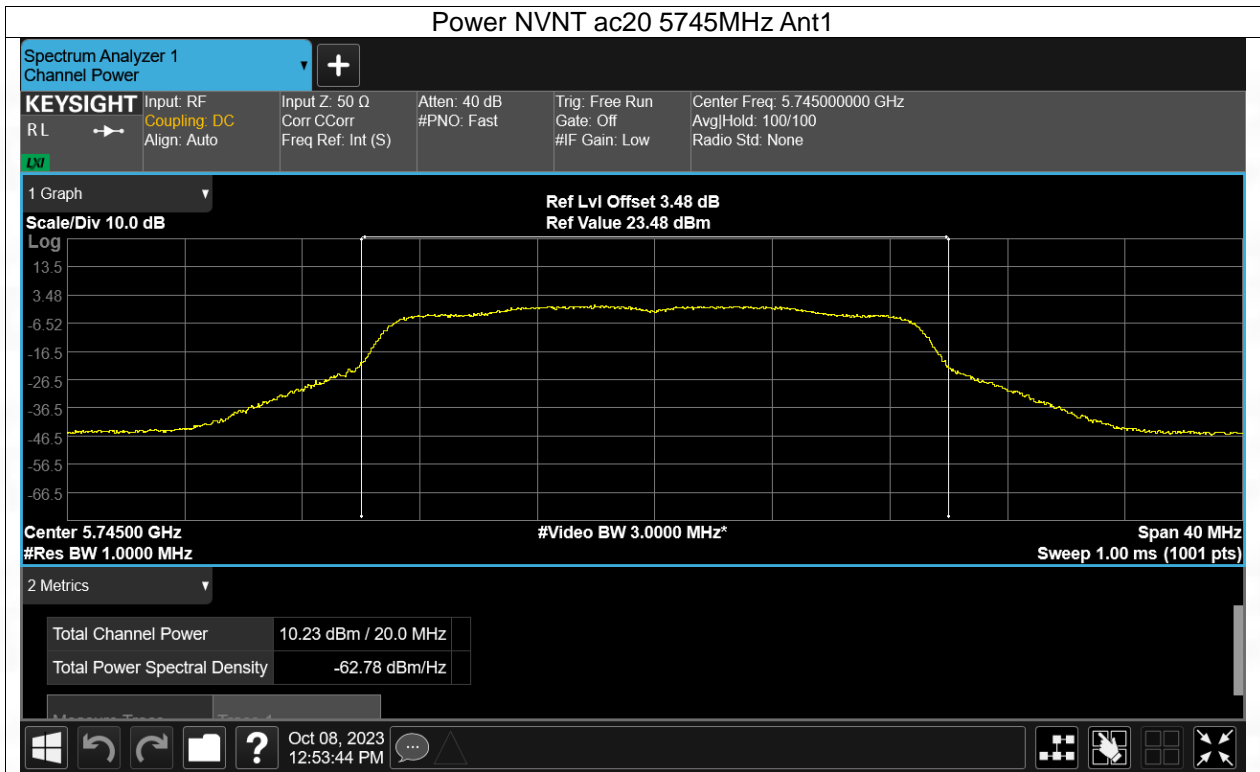 Power NVNT ac20 5745MHz Ant1
Spectrum Analyzer 1
Channel Power
KEYSIGHT
R L
LXI
Input: RF
Coupling: DC
Align: Auto
Input Z: 50 Ω
Corr CCorr
Freq Ref: Int (S)
Atten: 40 dB
#PNO: Fast
Trig: Free Run
Gate: Off
#IF Gain: Low
Center Freq: 5.745000000 GHz
Avg|Hold: 100/100
Radio Std: None
1 Graph
Scale/Div 10.0 dB
Ref Lvl Offset 3.48 dB
Ref Value 23.48 dBm
Log
13.5
3.48
-6.52
-16.5
-26.5
-36.5
-46.5
-56.5
-66.5
Center 5.74500 GHz
#Video BW 3.0000 MHz*
Span 40 MHz
#Res BW 1.0000 MHz
Sweep 1.00 ms (1001 pts)
2 Metrics
Total Channel Power 10.23 dBm / 20.0 MHz
Total Power Spectral Density -62.78 dBm/Hz
Oct 08, 2023
12:53:44 PM